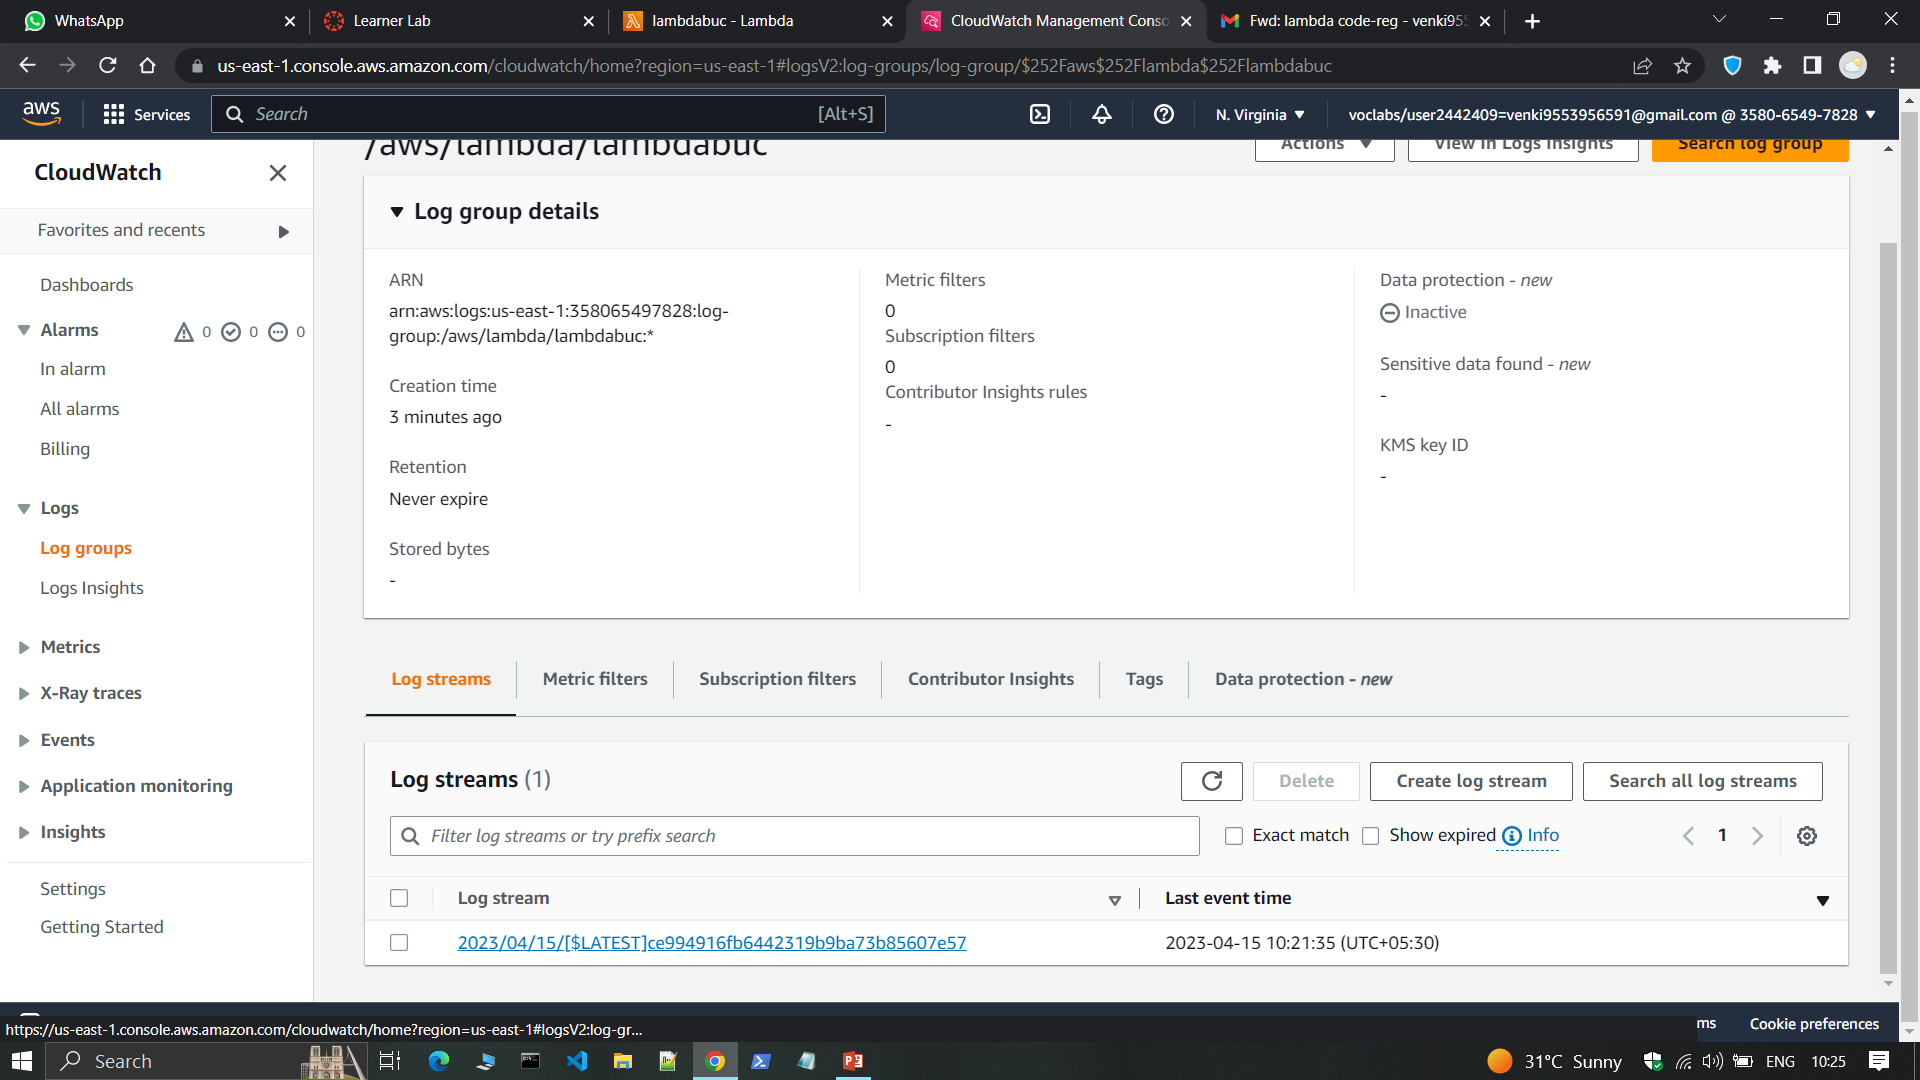 WhatsApp
Learner Lab
lambdabuc - Lambda
CloudWatch Management Conso
Fwd: lambda code-reg - venki955
us-east-1.console.aws.amazon.com/cloudwatch/home?region=us-east-1#logsV2:log-groups/log-group/$252Faws$252Flambda$252Flambdabuc
aws
Services
Search
[Alt+S]
N. Virginia
voclabs/user2442409=venki9553956591@gmail.com @ 3580-6549-7828
CloudWatch
Favorites and recents
Dashboards
Alarms
0
0
0
In alarm
All alarms
Billing
Logs
Log groups
Logs Insights
Metrics
X-Ray traces
Events
Application monitoring
Insights
Settings
Getting Started
/aws/lambda/lambdabuc
Actions
View in Logs Insights
Search log group
Log group details
ARN
arn:aws:logs:us-east-1:358065497828:log-
group:/aws/lambda/lambdabuc:*
Creation time
3 minutes ago
Retention
Never expire
Stored bytes
-
Metric filters
0
Subscription filters
0
Contributor Insights rules
-
Data protection - new
Inactive
Sensitive data found - new
-
KMS key ID
-
Log streams
Metric filters
Subscription filters
Contributor Insights
Tags
Data protection - new
Log streams (1)
Delete
Create log stream
Search all log streams
Filter log streams or try prefix search
Exact match
Show expired
Info
1
Log stream
Last event time
2023/04/15/[$LATEST]ce994916fb6442319b9ba73b85607e57
2023-04-15 10:21:35 (UTC+05:30)
https://us-east-1.console.aws.amazon.com/cloudwatch/home?region=us-east-1#logsV2:log-gr...
ms
Cookie preferences
Search
31°C Sunny
ENG
10:25